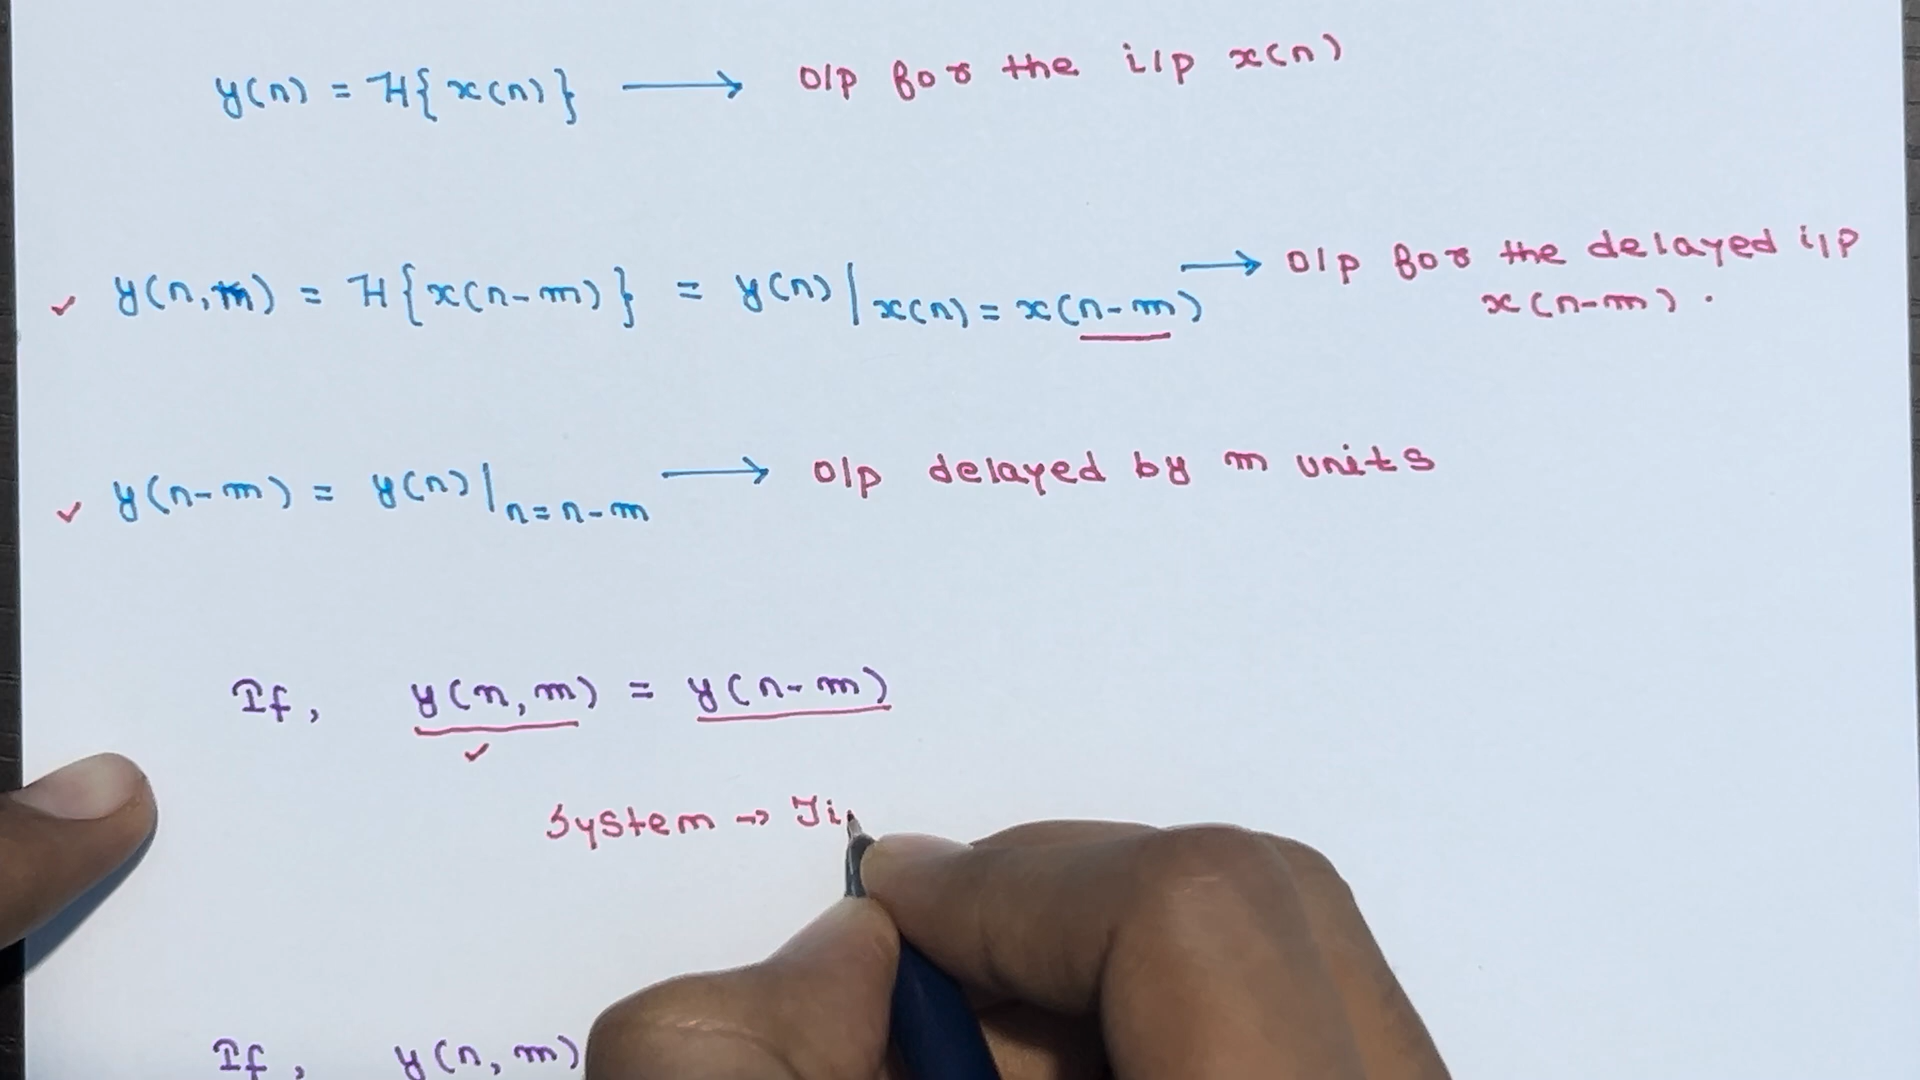 y(n) = H{x(n)} → o/p for the i/p x(n)
✓ y(n,m) = H{x(n-m)} = y(n)|x(n) = x(n-m) → o/p for the delayed i/p
x(n-m).
✓ y(n-m) = y(n)|n=n-m → o/p delayed by m units
If, y(n,m) = y(n-m)
✓
System → Ti
If, y(n,m)